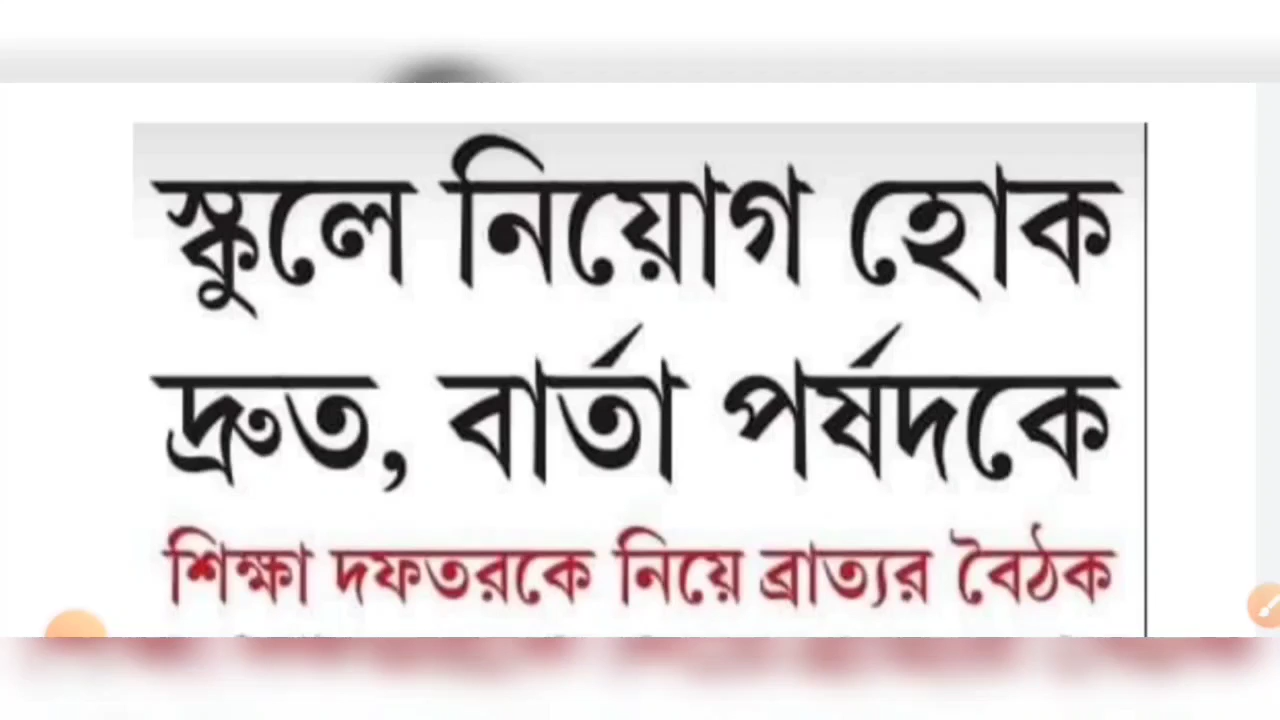 স্কুলে নিয়োগ হোক
দ্রুত, বার্তা পর্ষদকে
শিক্ষা দফতরকে নিয়ে ব্রাত্যর বৈঠক